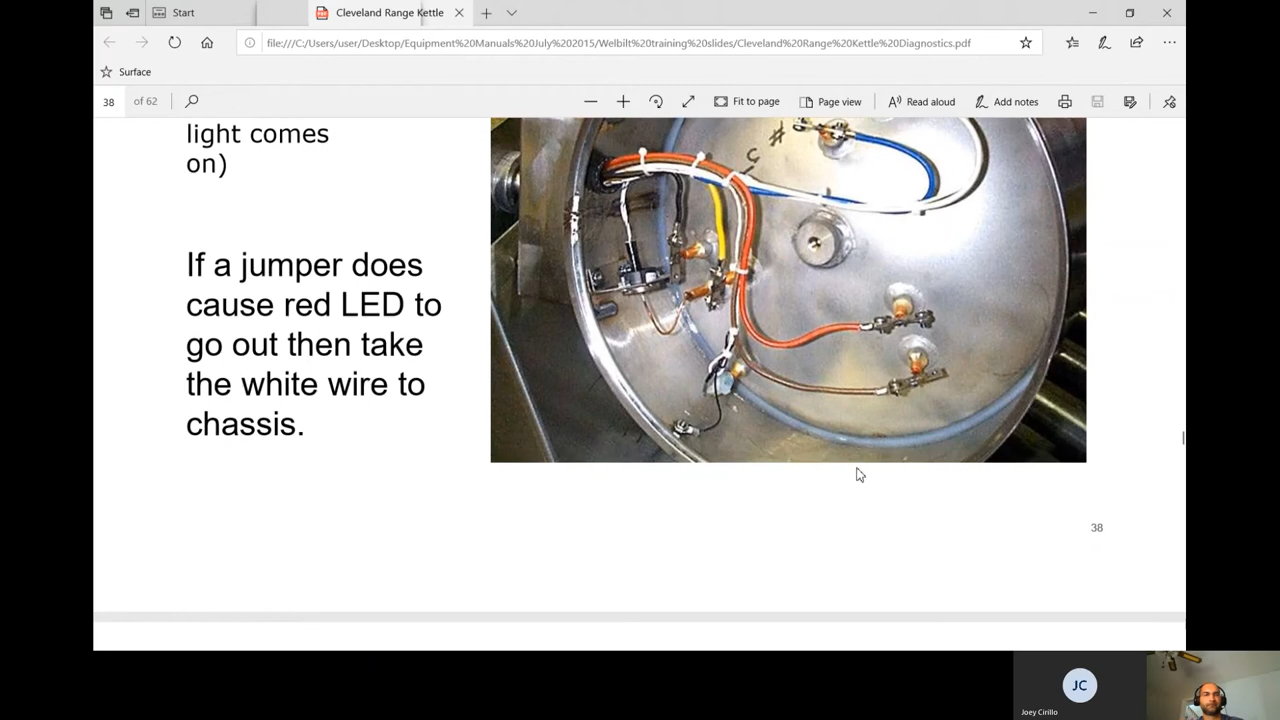 Start
Cleveland Range Kettle
file:///C:/Users/user/Desktop/Equipment%20Manuals%20July%202015/Welbilt%20training%20slides/Cleveland%20Range%20Kettle%20Diagnostics.pdf
Surface
38 of 62
Fit to page
Page view
Read aloud
Add notes
light comes
on)
If a jumper does
cause red LED to
go out then take
the white wire to
chassis.
C
#
38
JC
Joey Cirillo